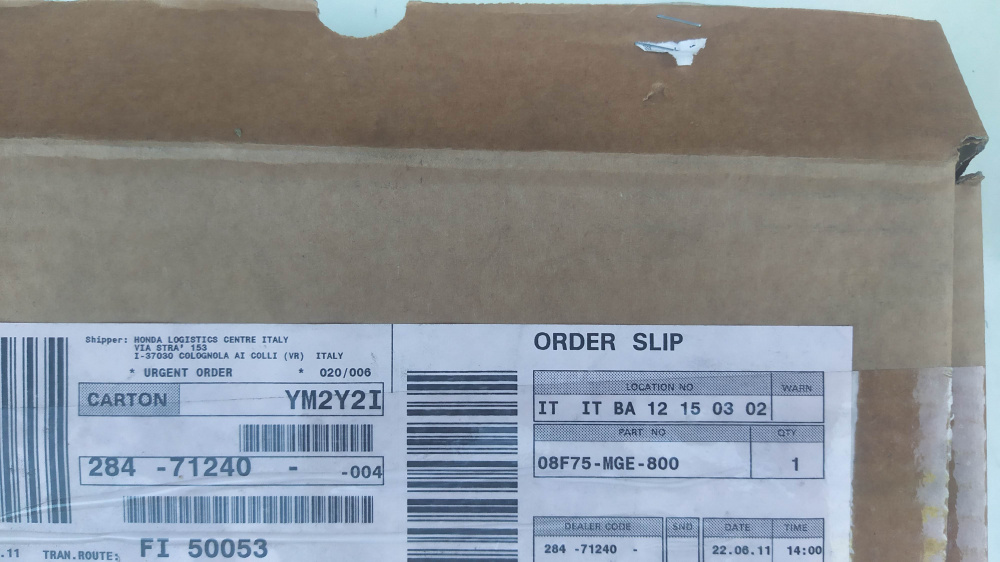 Shipper: HONDA LOGISTICS CENTRE ITALY
VIA STRA' 153
I-37030 COLOGNOLA AI COLLI (VR) ITALY
* URGENT ORDER * 020/006
CARTON YM2Y2I
284 -71240 - -004
.11 TRAN.ROUTE: FI 50053
ORDER SLIP
LOCATION NO WARN
IT IT BA 12 15 03 02
PART NO QTY
08F75-MGE-800 1
DEALER CODE SND DATE TIME
284 -71240 - 22.06.11 14:00